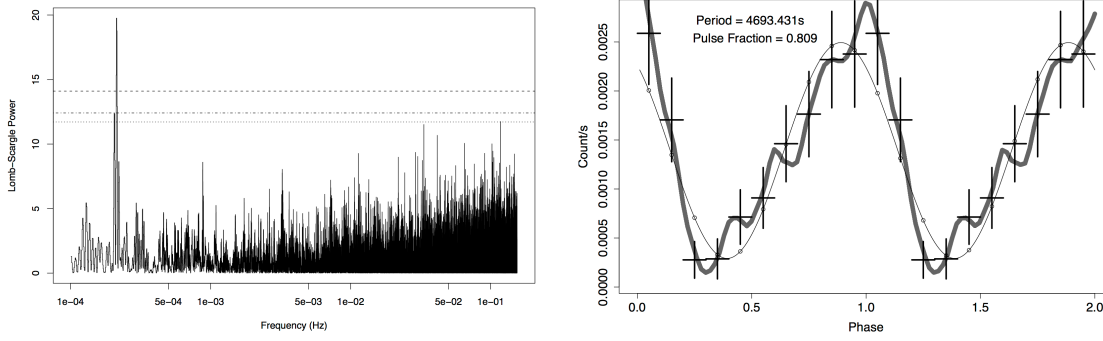 20
15
10
5
0
Lomb−Scargle Power
1e−04
5e−04
1e−03
5e−03
1e−02
5e−02
1e−01
Frequency (Hz)
Period = 4693.431s
Pulse Fraction = 0.809
0.0025
0.0020
0.0015
0.0010
0.0005
0.0000
Count/s
0.0
0.5
1.0
1.5
2.0
Phase